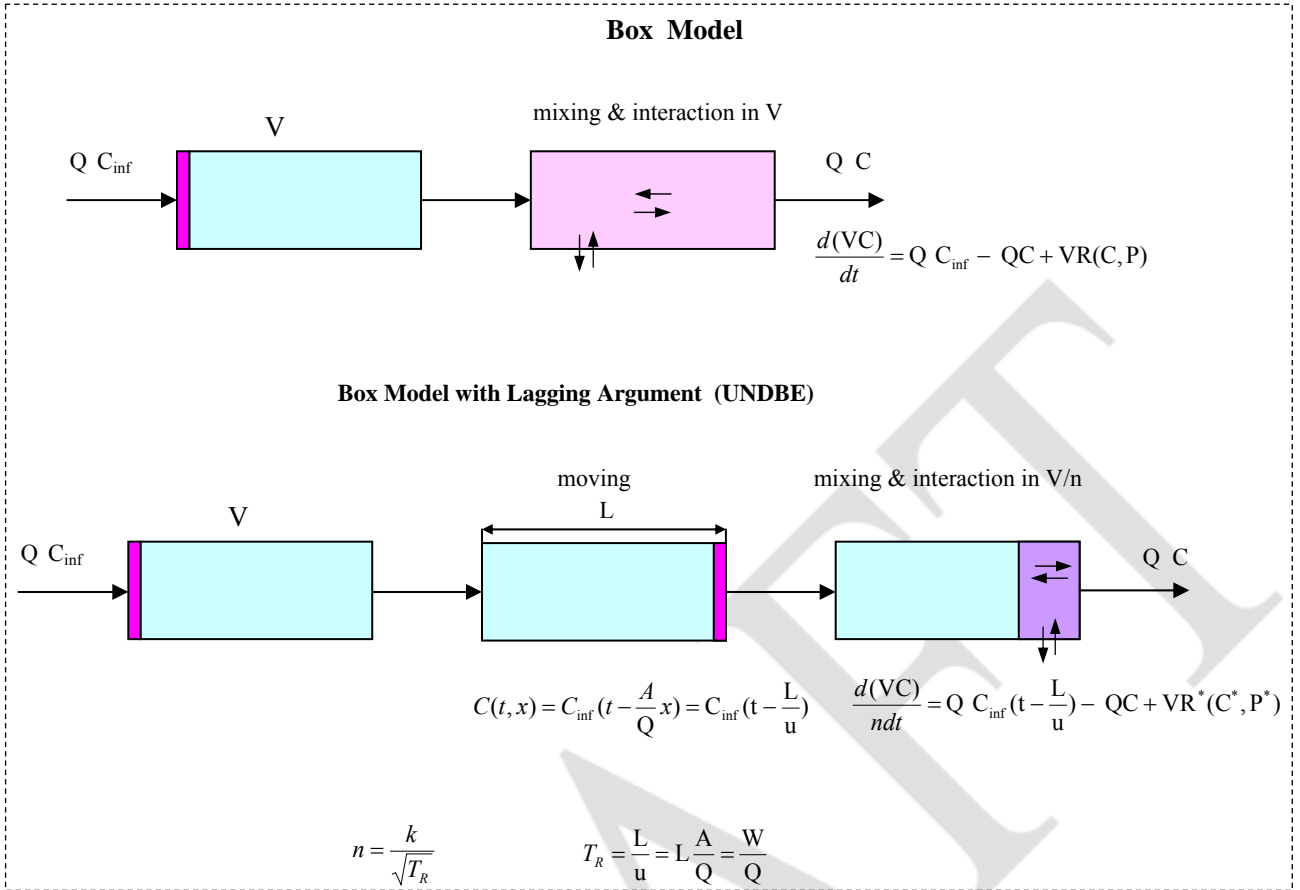 Box Model
mixing & interaction in V
V
Q C_inf
Q C
d(VC)/dt = Q C_inf − QC + VR(C, P)
Box Model with Lagging Argument (UNDBE)
moving
mixing & interaction in V/n
L
V
Q C_inf
Q C
C(t, x) = C_inf(t − A/Q x) = C_inf(t − L/u)
d(VC)/ndt = Q C_inf(t − L/u) − QC + VR*(C*, P*)
n = k/√T_R
T_R = L/u = L A/Q = W/Q